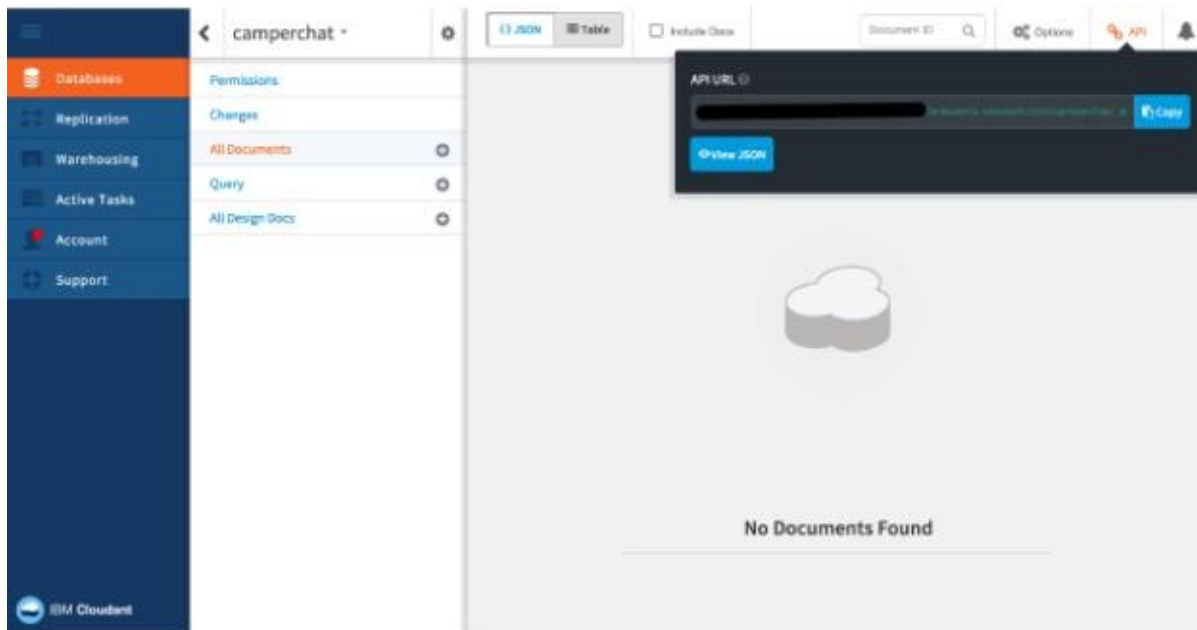 camperchat
{} JSON
Table
Include Docs
Document ID
Options
API
Databases
Replication
Warehousing
Active Tasks
Account
Support
Permissions
Changes
All Documents
Query
All Design Docs
API URL
Copy
View JSON
No Documents Found
IBM Cloudant